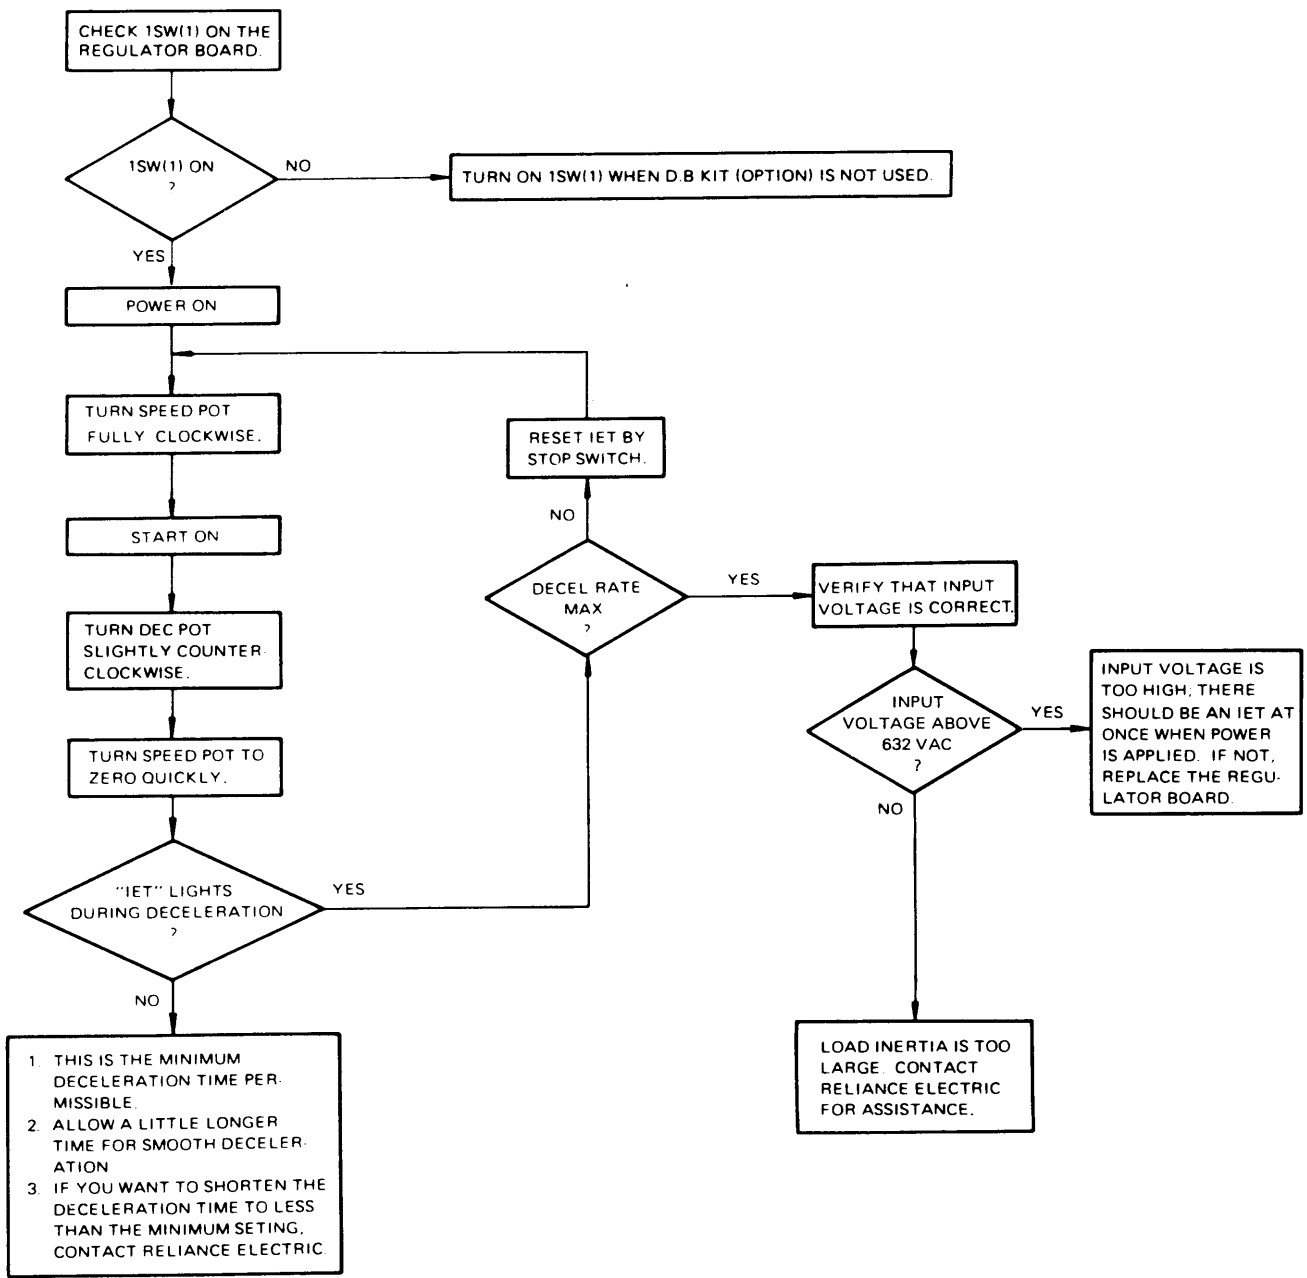 CHECK 1SW(1) ON THE
REGULATOR BOARD.
1SW(1) ON
?
NO
TURN ON 1SW(1) WHEN D.B KIT (OPTION) IS NOT USED.
YES
POWER ON
TURN SPEED POT
FULLY CLOCKWISE.
START ON
TURN DEC POT
SLIGHTLY COUNTER-
CLOCKWISE.
TURN SPEED POT TO
ZERO QUICKLY.
"IET" LIGHTS
DURING DECELERATION
?
YES
NO
1. THIS IS THE MINIMUM
DECELERATION TIME PER-
MISSIBLE.
2. ALLOW A LITTLE LONGER
TIME FOR SMOOTH DECELER-
ATION
3. IF YOU WANT TO SHORTEN THE
DECELERATION TIME TO LESS
THAN THE MINIMUM SETING,
CONTACT RELIANCE ELECTRIC.
RESET IET BY
STOP SWITCH.
NO
DECEL RATE
MAX
?
YES
VERIFY THAT INPUT
VOLTAGE IS CORRECT.
INPUT
VOLTAGE ABOVE
632 VAC
?
YES
INPUT VOLTAGE IS
TOO HIGH; THERE
SHOULD BE AN IET AT
ONCE WHEN POWER
IS APPLIED. IF NOT,
REPLACE THE REGU-
LATOR BOARD.
NO
LOAD INERTIA IS TOO
LARGE. CONTACT
RELIANCE ELECTRIC
FOR ASSISTANCE.